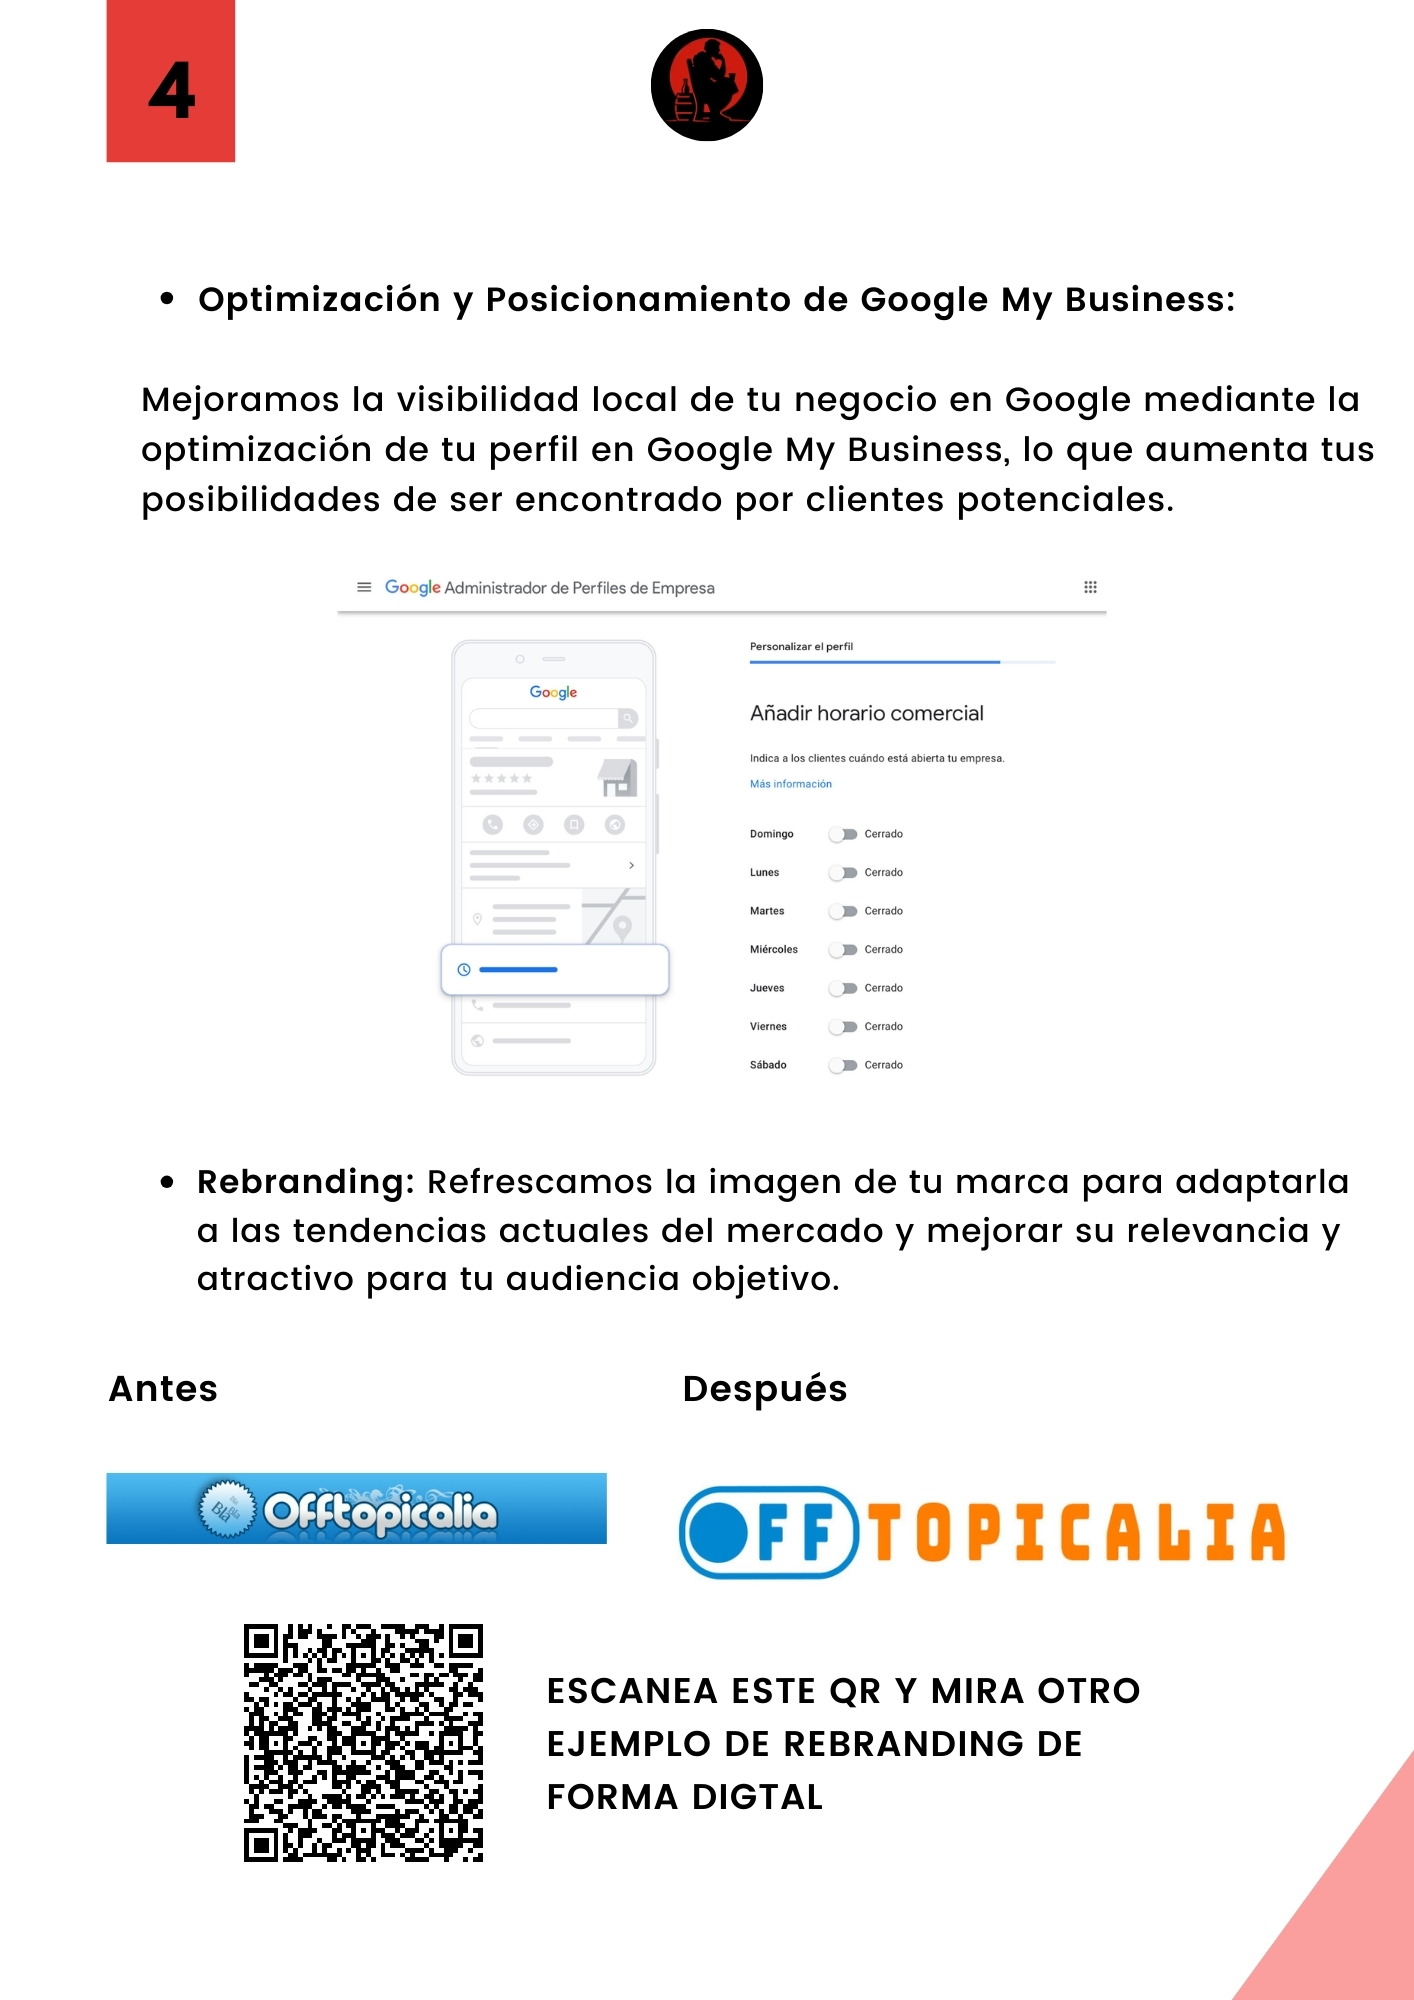 4
Optimización y Posicionamiento de Google My Business:
Mejoramos la visibilidad local de tu negocio en Google mediante la
optimización de tu perfil en Google My Business, lo que aumenta tus
posibilidades de ser encontrado por clientes potenciales.
Google Administrador de Perfiles de Empresa
Google
Personalizar el perfil
Añadir horario comercial
Indica a los clientes cuándo está abierta tu empresa.
Más información
Domingo Cerrado
Lunes Cerrado
Martes Cerrado
Miércoles Cerrado
Jueves Cerrado
Viernes Cerrado
Sábado Cerrado
Rebranding: Refrescamos la imagen de tu marca para adaptarla
a las tendencias actuales del mercado y mejorar su relevancia y
atractivo para tu audiencia objetivo.
Antes
Después
Bla
Offtopicalia
OFFTOPICALIA
ESCANEA ESTE QR Y MIRA OTRO
EJEMPLO DE REBRANDING DE
FORMA DIGTAL